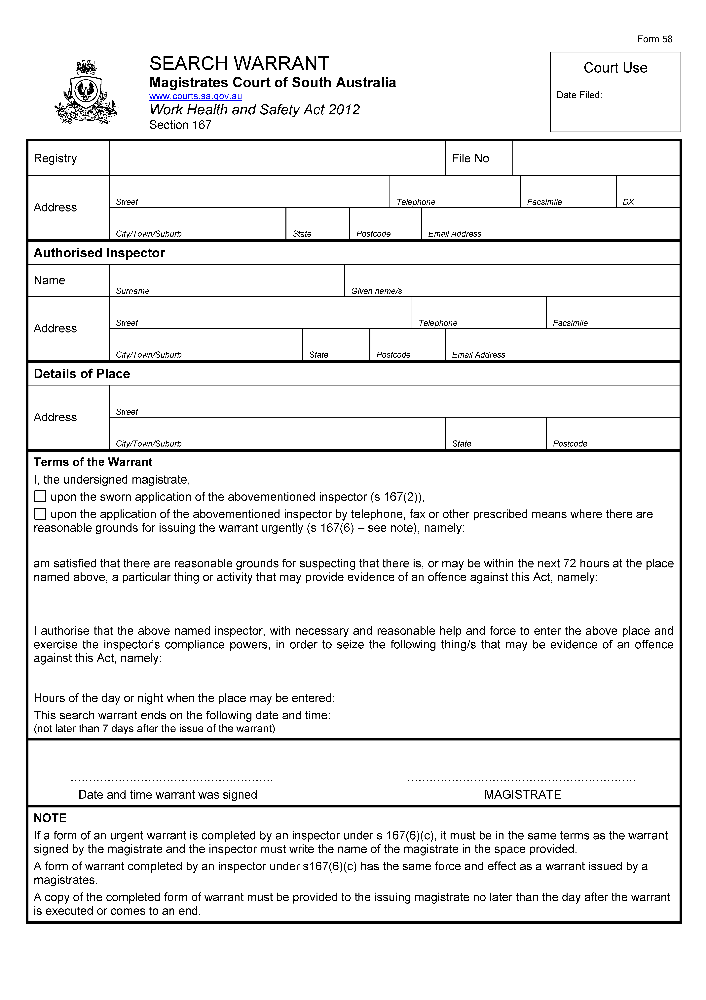 Form 58
SEARCH WARRANT
Magistrates Court of South Australia
www.courts.sa.gov.au
Work Health and Safety Act 2012
Section 167
Court Use
Date Filed:
SOUTH AUSTRALIA
Registry
File No
Address
Street
Telephone
Facsimile
DX
City/Town/Suburb
State
Postcode
Email Address
Authorised Inspector
Name
Surname
Given name/s
Address
Street
Telephone
Facsimile
City/Town/Suburb
State
Postcode
Email Address
Details of Place
Address
Street
City/Town/Suburb
State
Postcode
Terms of the Warrant
I, the undersigned magistrate,
☐ upon the sworn application of the abovementioned inspector (s 167(2)),
☐ upon the application of the abovementioned inspector by telephone, fax or other prescribed means where there are
reasonable grounds for issuing the warrant urgently (s 167(6) – see note), namely:
am satisfied that there are reasonable grounds for suspecting that there is, or may be within the next 72 hours at the place
named above, a particular thing or activity that may provide evidence of an offence against this Act, namely:
I authorise that the above named inspector, with necessary and reasonable help and force to enter the above place and
exercise the inspector’s compliance powers, in order to seize the following thing/s that may be evidence of an offence
against this Act, namely:
Hours of the day or night when the place may be entered:
This search warrant ends on the following date and time:
(not later than 7 days after the issue of the warrant)
Date and time warrant was signed
MAGISTRATE
NOTE
If a form of an urgent warrant is completed by an inspector under s 167(6)(c), it must be in the same terms as the warrant
signed by the magistrate and the inspector must write the name of the magistrate in the space provided.
A form of warrant completed by an inspector under s167(6)(c) has the same force and effect as a warrant issued by a
magistrates.
A copy of the completed form of warrant must be provided to the issuing magistrate no later than the day after the warrant
is executed or comes to an end.